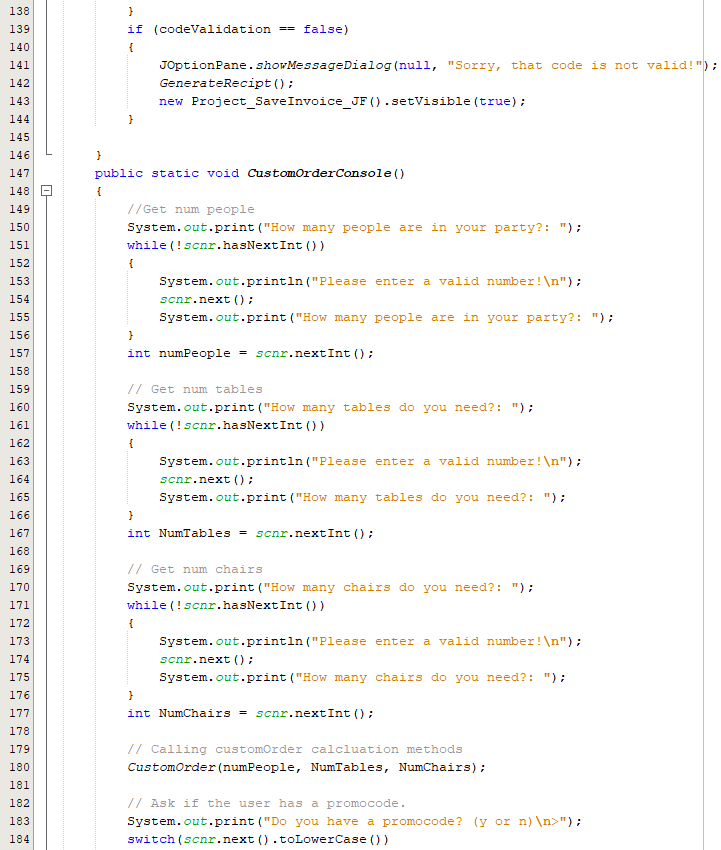 138 }
139 if (codeValidation == false)
140 {
141 JOptionPane.showMessageDialog(null, "Sorry, that code is not valid!");
142 GenerateRecipt();
143 new Project_SaveInvoice_JF().setVisible(true);
144 }
145
146 }
147 public static void CustomOrderConsole()
148 {
149 //Get num people
150 System.out.print("How many people are in your party?: ");
151 while(!scnr.hasNextInt())
152 {
153 System.out.println("Please enter a valid number!\n");
154 scnr.next();
155 System.out.print("How many people are in your party?: ");
156 }
157 int numPeople = scnr.nextInt();
158
159 // Get num tables
160 System.out.print("How many tables do you need?: ");
161 while(!scnr.hasNextInt())
162 {
163 System.out.println("Please enter a valid number!\n");
164 scnr.next();
165 System.out.print("How many tables do you need?: ");
166 }
167 int NumTables = scnr.nextInt();
168
169 // Get num chairs
170 System.out.print("How many chairs do you need?: ");
171 while(!scnr.hasNextInt())
172 {
173 System.out.println("Please enter a valid number!\n");
174 scnr.next();
175 System.out.print("How many chairs do you need?: ");
176 }
177 int NumChairs = scnr.nextInt();
178
179 // Calling customOrder calcluation methods
180 CustomOrder(numPeople, NumTables, NumChairs);
181
182 // Ask if the user has a promocode.
183 System.out.print("Do you have a promocode? (y or n)\n>");
184 switch(scnr.next().toLowerCase())